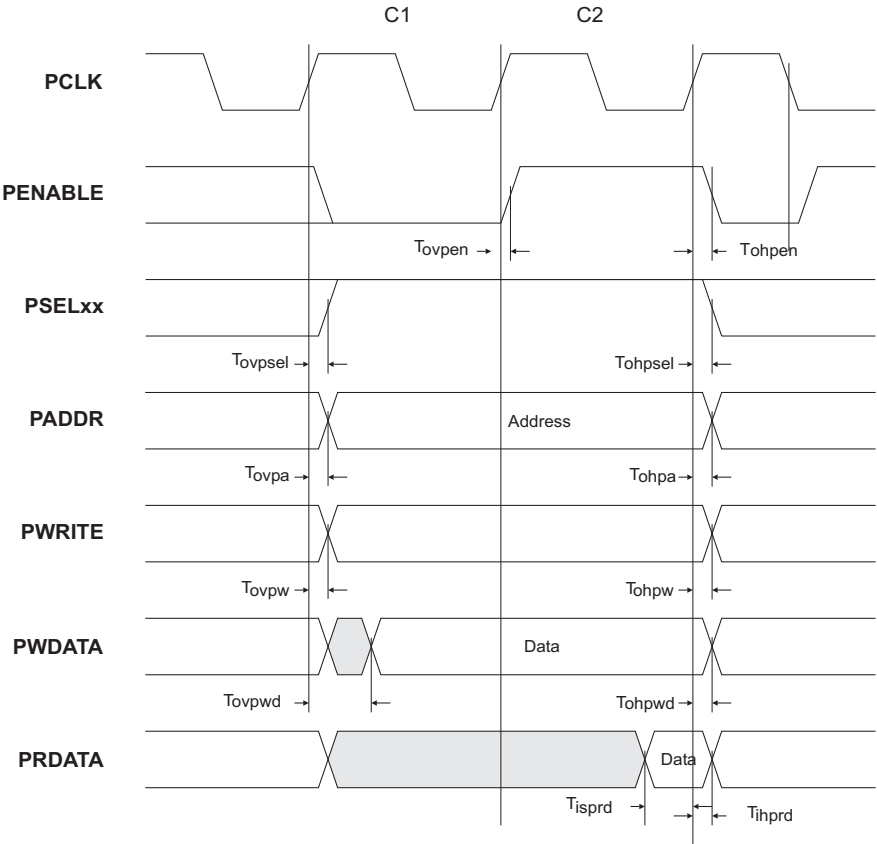 C1 C2
PCLK
PENABLE
Tovpen Tohpen
PSELxx
Tovpsel Tohpsel
PADDR Address
Tovpa Tohpa
PWRITE
Tovpw Tohpw
PWDATA Data
Tovpwd Tohpwd
PRDATA Data
Tisprd Tihprd